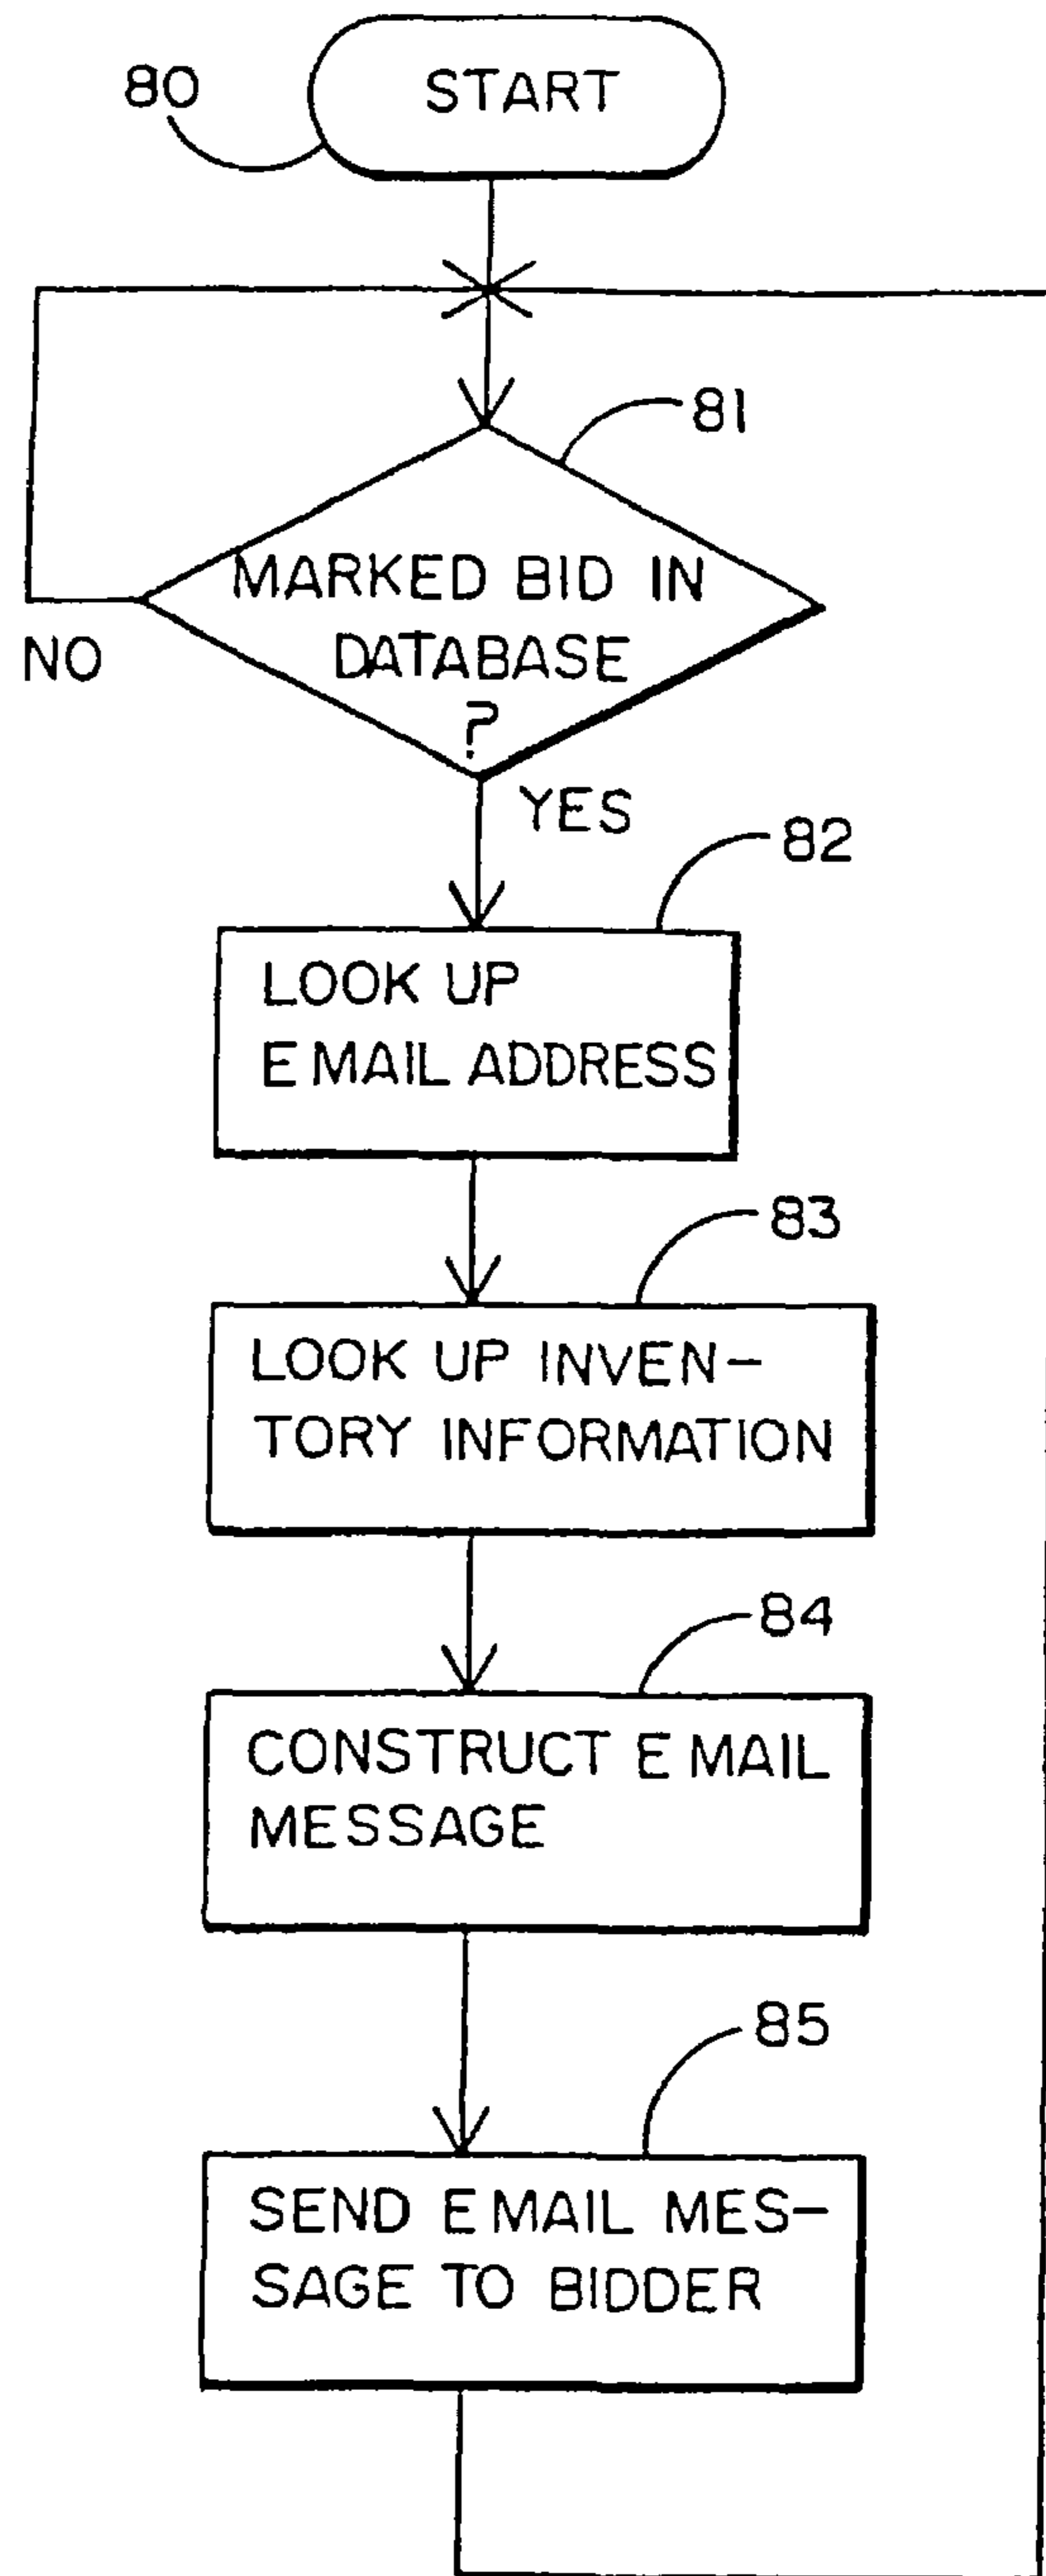 80
START
81
MARKED BID IN
DATABASE
?
NO
YES
82
LOOK UP
E MAIL ADDRESS
83
LOOK UP INVEN-
TORY INFORMATION
84
CONSTRUCT E MAIL
MESSAGE
85
SEND E MAIL MES-
SAGE TO BIDDER